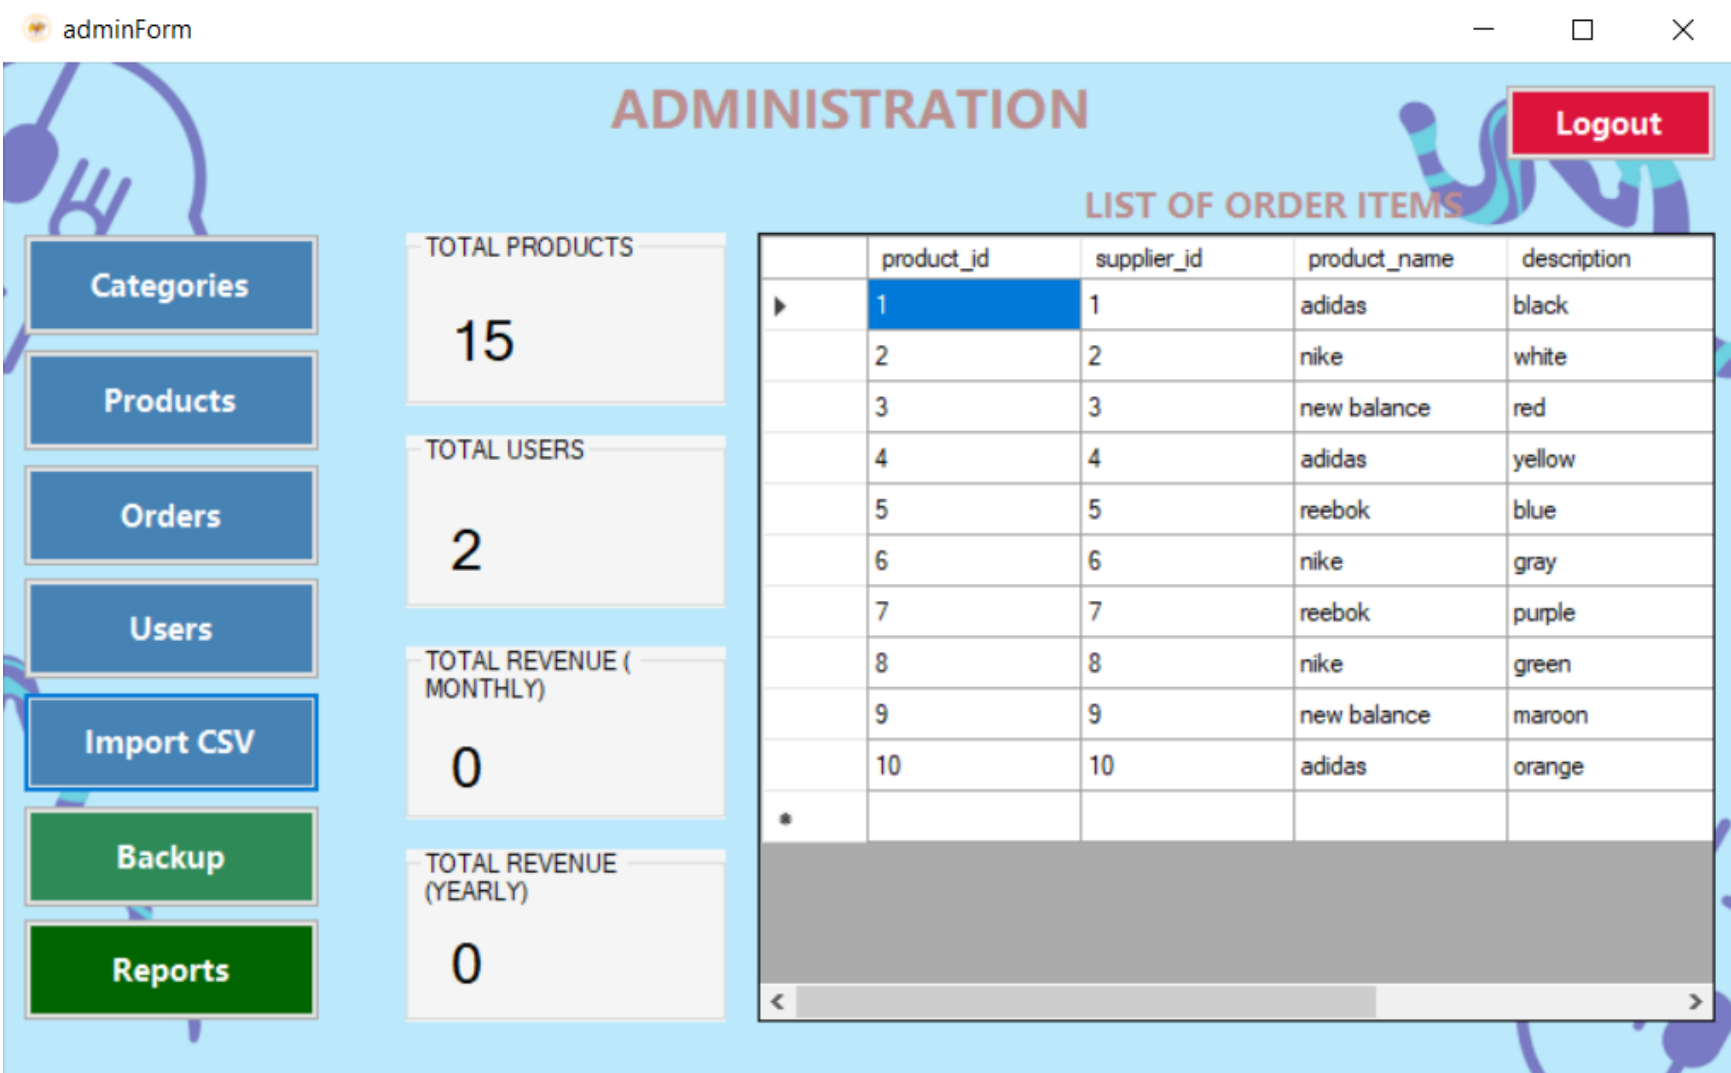 adminForm
ADMINISTRATION
Logout
LIST OF ORDER ITEMS
Categories
Products
Orders
Users
Import CSV
Backup
Reports
TOTAL PRODUCTS
15
TOTAL USERS
2
TOTAL REVENUE (
MONTHLY)
0
TOTAL REVENUE
(YEARLY)
0
product_id supplier_id product_name description
1 1 adidas black
2 2 nike white
3 3 new balance red
4 4 adidas yellow
5 5 reebok blue
6 6 nike gray
7 7 reebok purple
8 8 nike green
9 9 new balance maroon
10 10 adidas orange